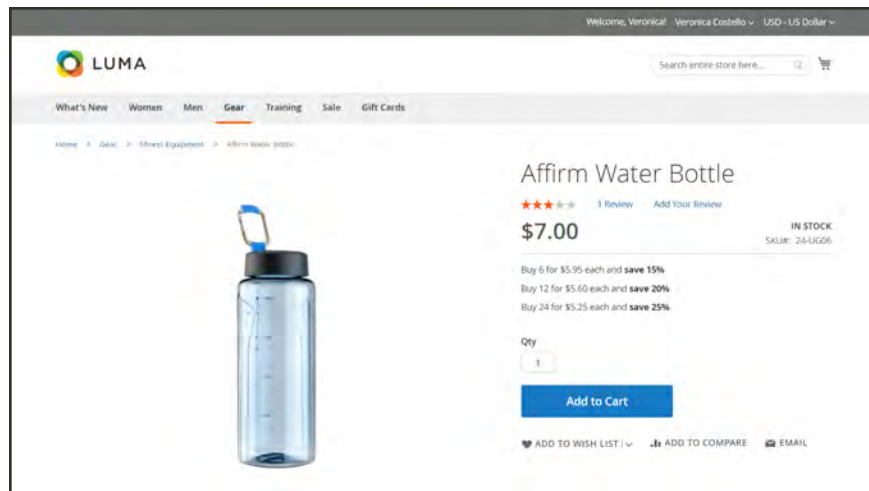 Welcome, Veronica! Veronica Costello USD - US Dollar
LUMA
Search entire store here...
What's New Women Men Gear Training Sale Gift Cards
Home > Gear > Fitness Equipment > Affirm Water Bottle
Affirm Water Bottle
1 Review Add Your Review
$7.00
IN STOCK
SKU#: 24-UG06
Buy 6 for $5.95 each and save 15%
Buy 12 for $5.60 each and save 20%
Buy 24 for $5.25 each and save 25%
Qty
1
Add to Cart
ADD TO WISH LIST | ADD TO COMPARE EMAIL